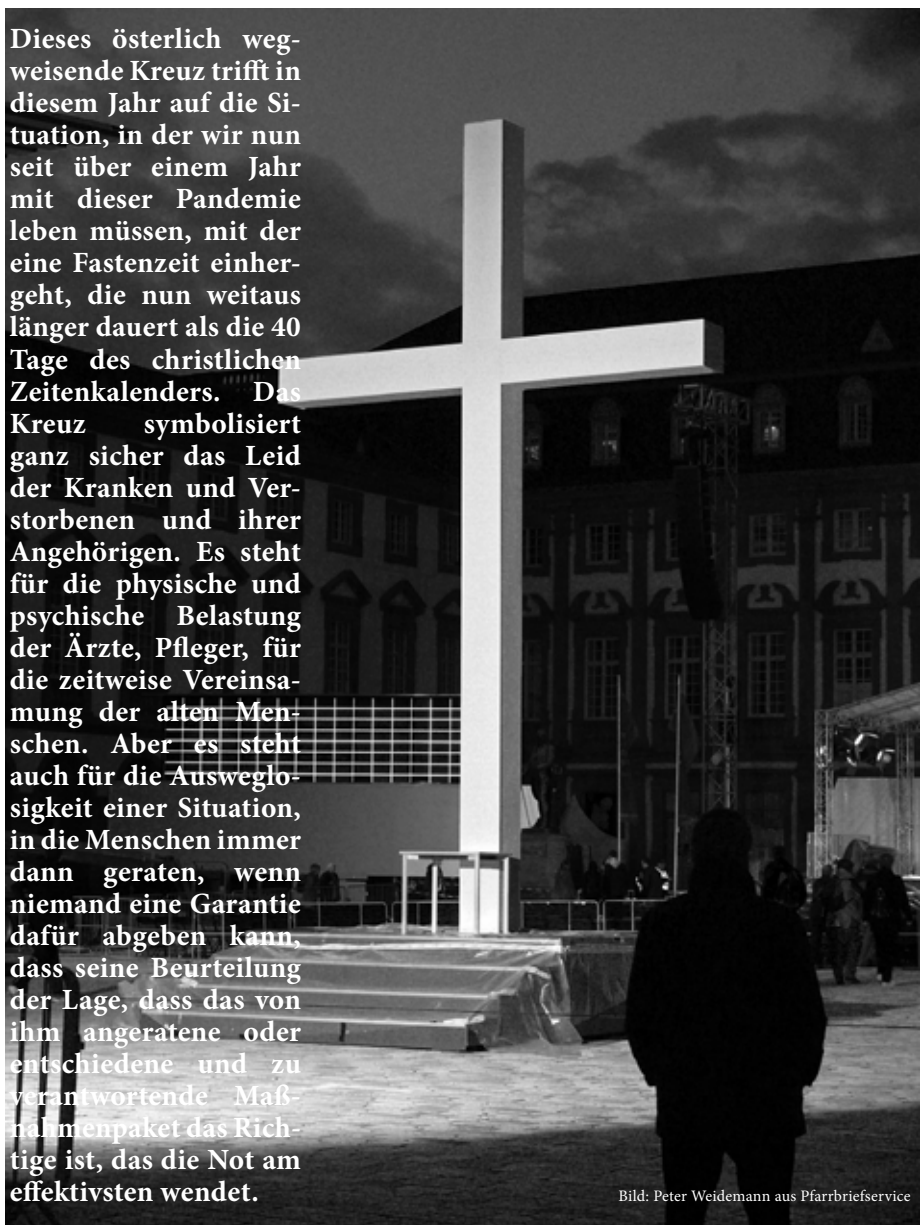 Dieses österlich weg-
weisende Kreuz trifft in
diesem Jahr auf die Si-
tuation, in der wir nun
seit über einem Jahr
mit dieser Pandemie
leben müssen, mit der
eine Fastenzeit einher-
geht, die nun weitaus
länger dauert als die 40
Tage des christlichen
Zeitenkalenders. Das
Kreuz symbolisiert
ganz sicher das Leid
der Kranken und Ver-
storbenen und ihrer
Angehörigen. Es steht
für die physische und
psychische Belastung
der Ärzte, Pfleger, für
die zeitweise Vereinsa-
mung der alten Men-
schen. Aber es steht
auch für die Ausweglo-
sigkeit einer Situation,
in die Menschen immer
dann geraten, wenn
niemand eine Garantie
dafür abgeben kann,
dass seine Beurteilung
der Lage, dass das von
ihm angeratene oder
entschiedene und zu
verantwortende Maß-
nahmenpaket das Rich-
tige ist, das die Not am
effektivsten wendet.
Bild: Peter Weidemann aus Pfarrbriefservice